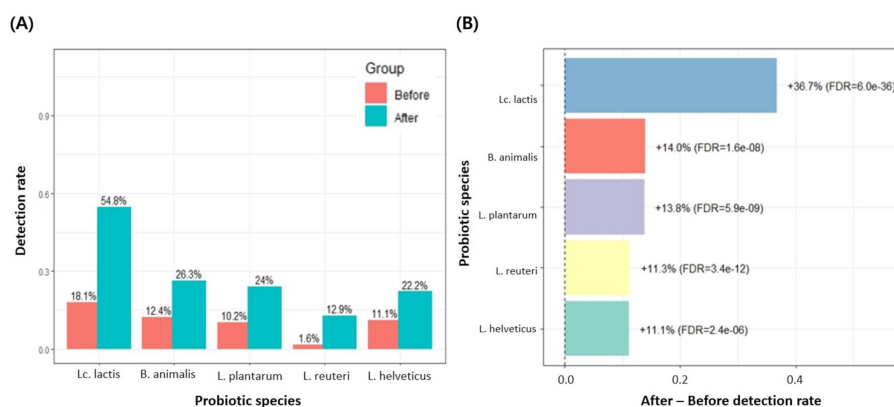 (A)
Group
Before
After
Detection rate
0.9
0.6
0.3
0.0
18.1%
54.8%
12.4%
26.3%
10.2%
24%
1.6%
12.9%
11.1%
22.2%
Lc. lactis
B. animalis
L. plantarum
L. reuteri
L. helveticus
Probiotic species
(B)
Probiotic species
Lc. lactis
+36.7% (FDR=6.0e-36)
B. animalis
+14.0% (FDR=1.6e-08)
L. plantarum
+13.8% (FDR=5.9e-09)
L. reuteri
+11.3% (FDR=3.4e-12)
L. helveticus
+11.1% (FDR=2.4e-06)
0.0
0.2
0.4
After – Before detection rate